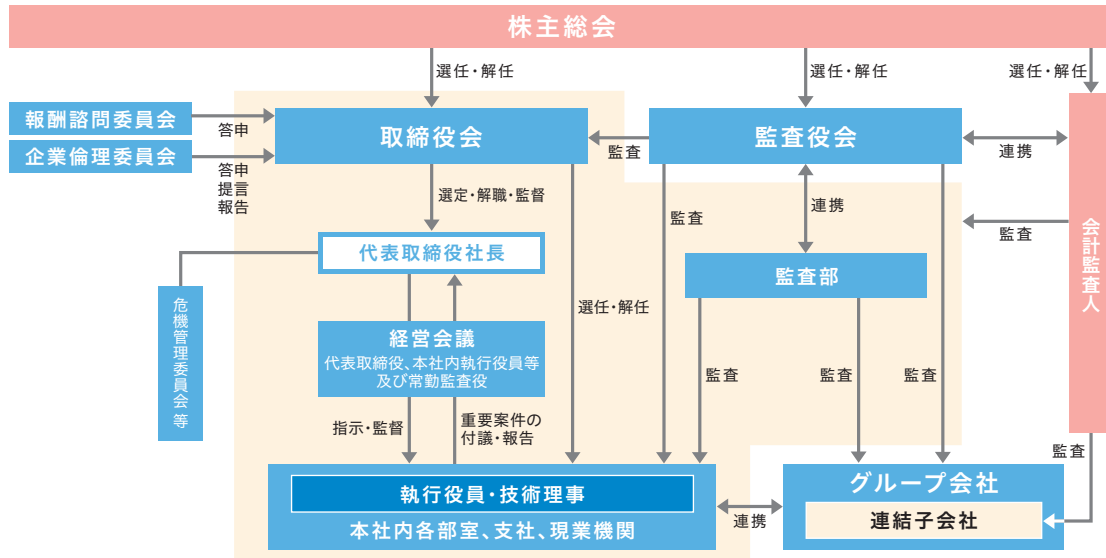 株主総会
選任・解任
選任・解任
選任・解任
報酬諮問委員会
答申
企業倫理委員会
答申
提言
報告
取締役会
監査
監査役会
連携
会計監査人
監査
選定・解職・監督
監査
連携
代表取締役社長
監査部
危機管理委員会 等
選任・解任
経営会議
代表取締役、本社内執行役員等
及び常勤監査役
監査
監査
監査
指示・監督
重要案件の
付議・報告
監査
執行役員・技術理事
本社内各部室、支社、現業機関
連携
グループ会社
連結子会社